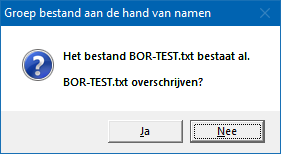 Groep bestand aan de hand van namen
Het bestand BOR-TEST.txt bestaat al.
BOR-TEST.txt overschrijven?
Ja
Nee